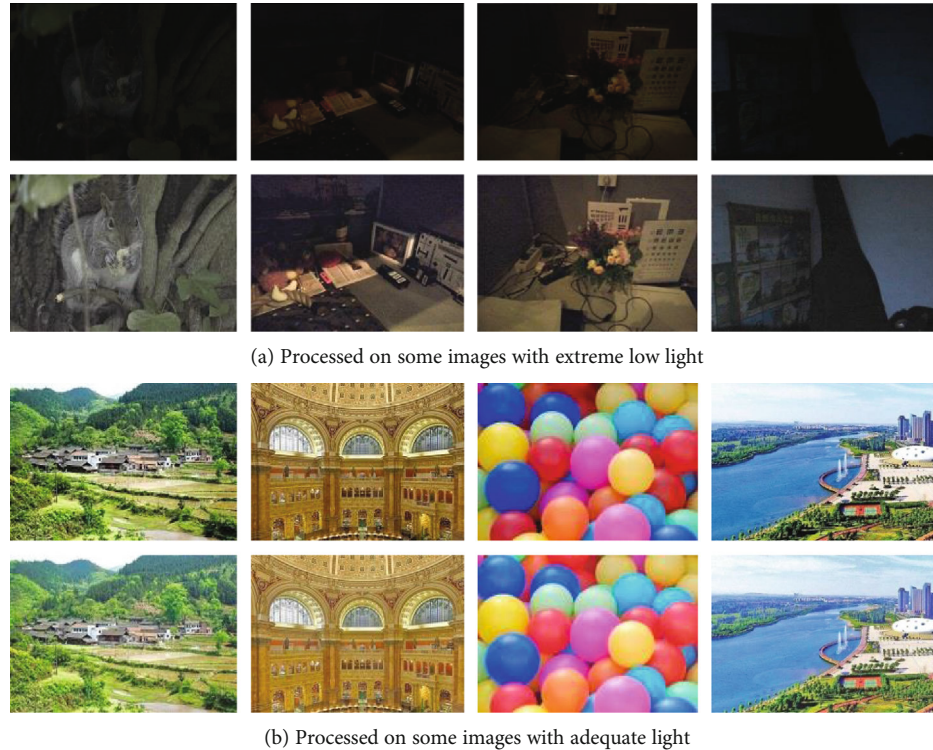 (a) Processed on some images with extreme low light
(b) Processed on some images with adequate light